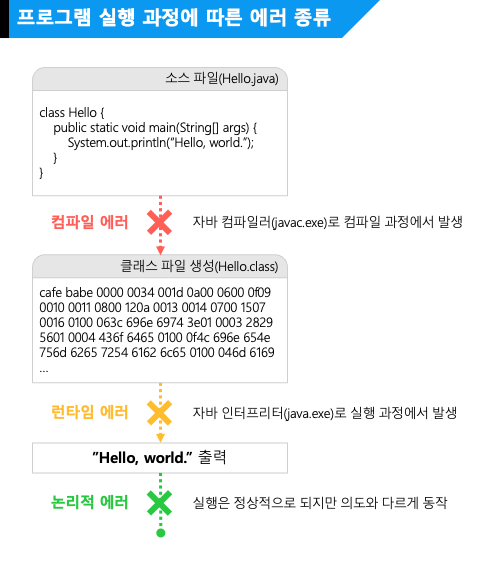 프로그램 실행 과정에 따른 에러 종류
소스 파일(Hello.java)
class Hello {
public static void main(String[] args) {
System.out.println("Hello, world.");
}
}
컴파일 에러
자바 컴파일러(javac.exe)로 컴파일 과정에서 발생
클래스 파일 생성(Hello.class)
cafe babe 0000 0034 001d 0a00 0600 0f09
0010 0011 0800 120a 0013 0014 0700 1507
0016 0100 063c 696e 6974 3e01 0003 2829
5601 0004 436f 6465 0100 0f4c 696e 654e
756d 6265 7254 6162 6c65 0100 046d 6169
...
런타임 에러
자바 인터프리터(java.exe)로 실행 과정에서 발생
"Hello, world." 출력
논리적 에러
실행은 정상적으로 되지만 의도와 다르게 동작